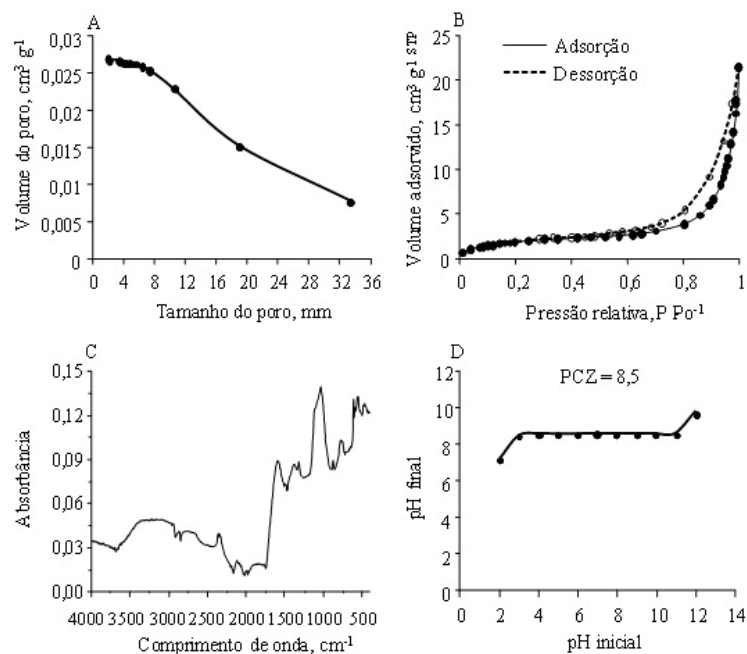 A
Volume do poro, cm³ g⁻¹
0,03
0,025
0,02
0,015
0,01
0,005
0
0 4 8 12 16 20 24 28 32 36
Tamanho do poro, mm
B
Volume adsorvido, cm³ g⁻¹ STP
Adsorção
Dessorção
25
20
15
10
5
0
0 0,2 0,4 0,6 0,8 1
Pressão relativa, P Po⁻¹
C
Absorbância
0,15
0,12
0,09
0,06
0,03
0,00
4000 3500 3000 2500 2000 1500 1000 500
Comprimento de onda, cm⁻¹
D
PCZ = 8,5
pH final
12
10
8
6
4
2
0
0 2 4 6 8 10 12 14
pH inicial